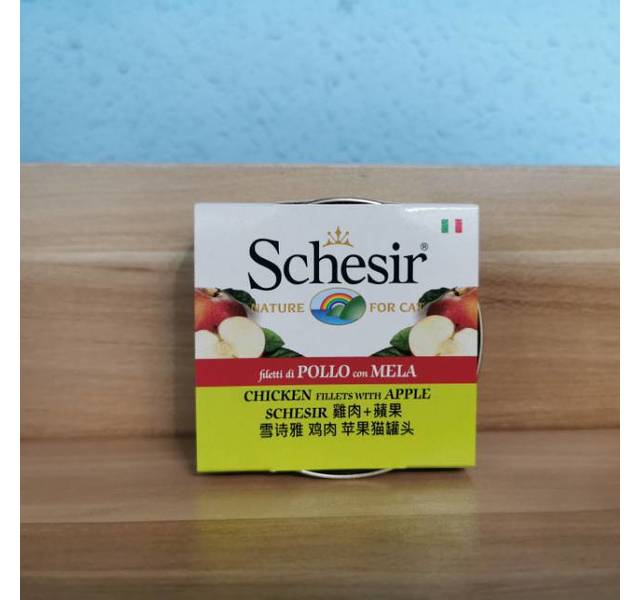 Schesir®
NATURE FOR CAT
filetti di POLLO con MELA
CHICKEN FILLETS WITH APPLE
SCHESIR 雞肉+蘋果
雪诗雅 鸡肉 苹果猫罐头